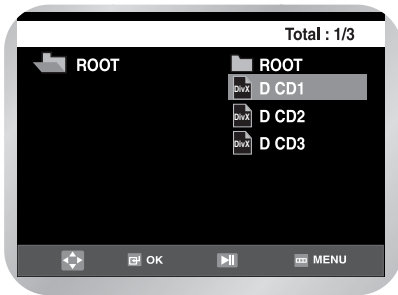 Total : 1/3
ROOT
ROOT
DivX D CD1
DivX D CD2
DivX D CD3
OK
MENU